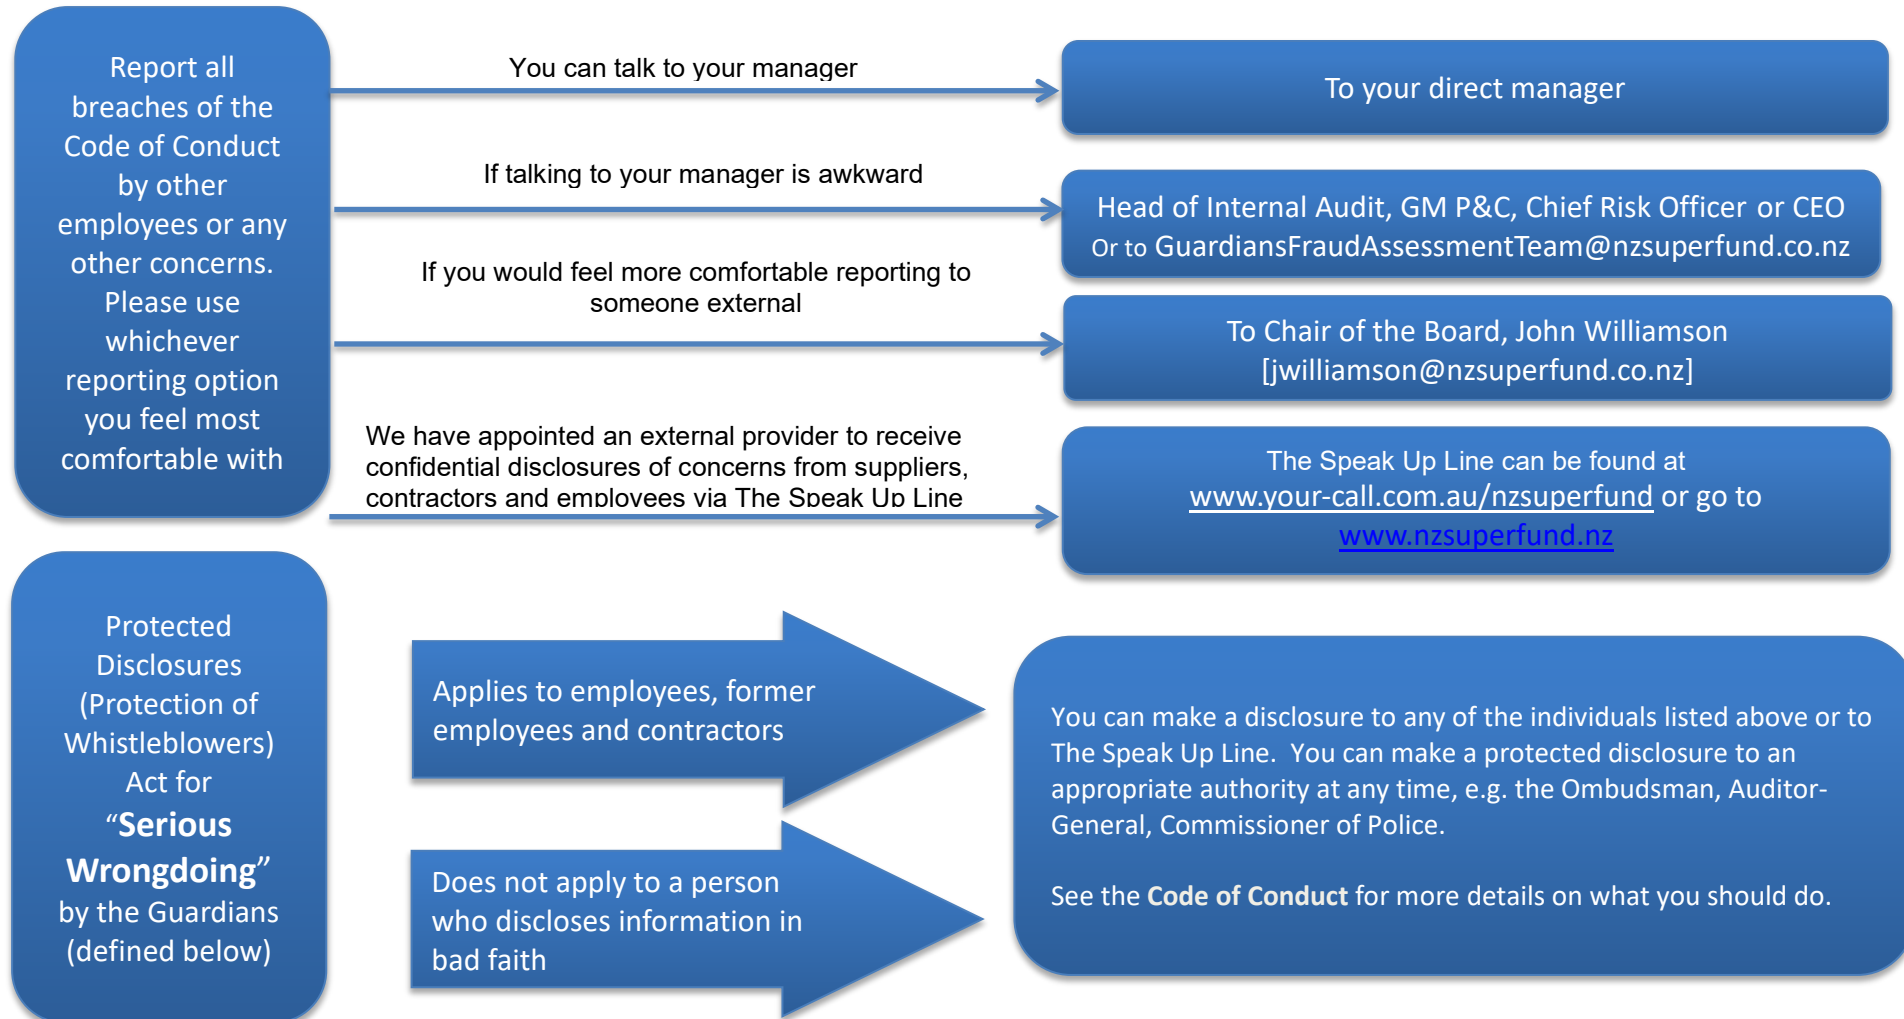 Report all
breaches of the
Code of Conduct
by other
employees or any
other concerns.
Please use
whichever
reporting option
you feel most
comfortable with
You can talk to your manager
To your direct manager
If talking to your manager is awkward
Head of Internal Audit, GM P&C, Chief Risk Officer or CEO
Or to GuardiansFraudAssessmentTeam@nzsuperfund.co.nz
If you would feel more comfortable reporting to
someone external
To Chair of the Board, John Williamson
[jwilliamson@nzsuperfund.co.nz]
We have appointed an external provider to receive
confidential disclosures of concerns from suppliers,
contractors and employees via The Speak Up Line
The Speak Up Line can be found at
www.your-call.com.au/nzsuperfund or go to
www.nzsuperfund.nz
Protected
Disclosures
(Protection of
Whistleblowers)
Act for
“Serious
Wrongdoing”
by the Guardians
(defined below)
Applies to employees, former
employees and contractors
Does not apply to a person
who discloses information in
bad faith
You can make a disclosure to any of the individuals listed above or to
The Speak Up Line.  You can make a protected disclosure to an
appropriate authority at any time, e.g. the Ombudsman, Auditor-
General, Commissioner of Police.
See the Code of Conduct for more details on what you should do.